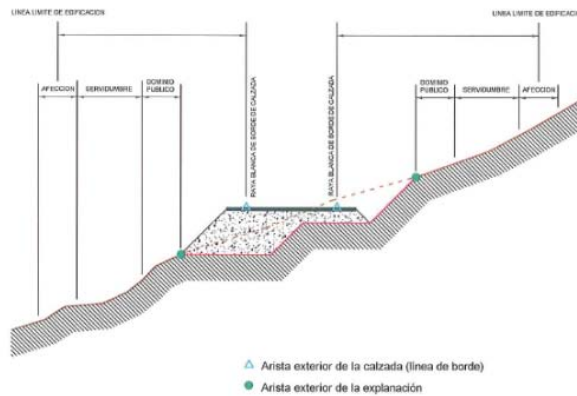 LINEA LIMITE DE EDIFICACION
LINEA LIMITE DE EDIFICACION
AFECCION
SERVIDUMBRE
DOMINIO
PUBLICO
RAYA BLANCA DE BORDE DE CALZADA
RAYA BLANCA DE BORDE DE CALZADA
DOMINIO
PUBLICO
SERVIDUMBRE
AFECCION
Arista exterior de la calzada (línea de borde)
Arista exterior de la explanación